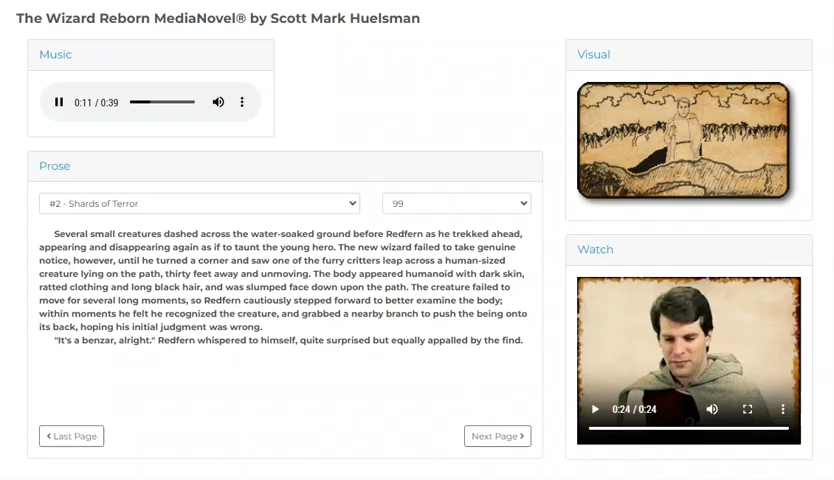 The Wizard Reborn MediaNovel® by Scott Mark Huelsman
Music
0:11 / 0:39
Prose
#2 - Shards of Terror
99
Several small creatures dashed across the water-soaked ground before Redfern as he trekked ahead,
appearing and disappearing again as if to taunt the young hero. The new wizard failed to take genuine
notice, however, until he turned a corner and saw one of the furry critters leap across a human-sized
creature lying on the path, thirty feet away and unmoving. The body appeared humanoid with dark skin,
ratted clothing and long black hair, and was slumped face down upon the path. The creature failed to
move for several long moments, so Redfern cautiously stepped forward to better examine the body;
within moments he felt he recognized the creature, and grabbed a nearby branch to push the being onto
its back, hoping his initial judgment was wrong.
"It's a benzar, alright." Redfern whispered to himself, quite surprised but equally appalled by the find.
Last Page
Next Page
Visual
Watch
0:24 / 0:24